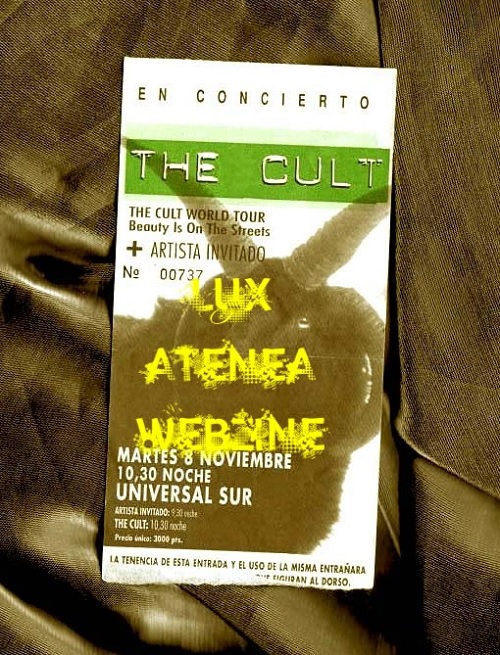 EN CONCIERTO
THE CULT
THE CULT WORLD TOUR
Beauty Is On The Streets
+ ARTISTA INVITADO
Nº 00737
LUX
ATENEA
WEBZINE
MARTES 8 NOVIEMBRE
10,30 NOCHE
UNIVERSAL SUR
ARTISTA INVITADO: 9,30 noche
THE CULT: 10,30 noche
Precio único: 3000 pts.
LA TENENCIA DE ESTA ENTRADA Y EL USO DE LA MISMA ENTRAÑARA
QUE FIGURAN AL DORSO.